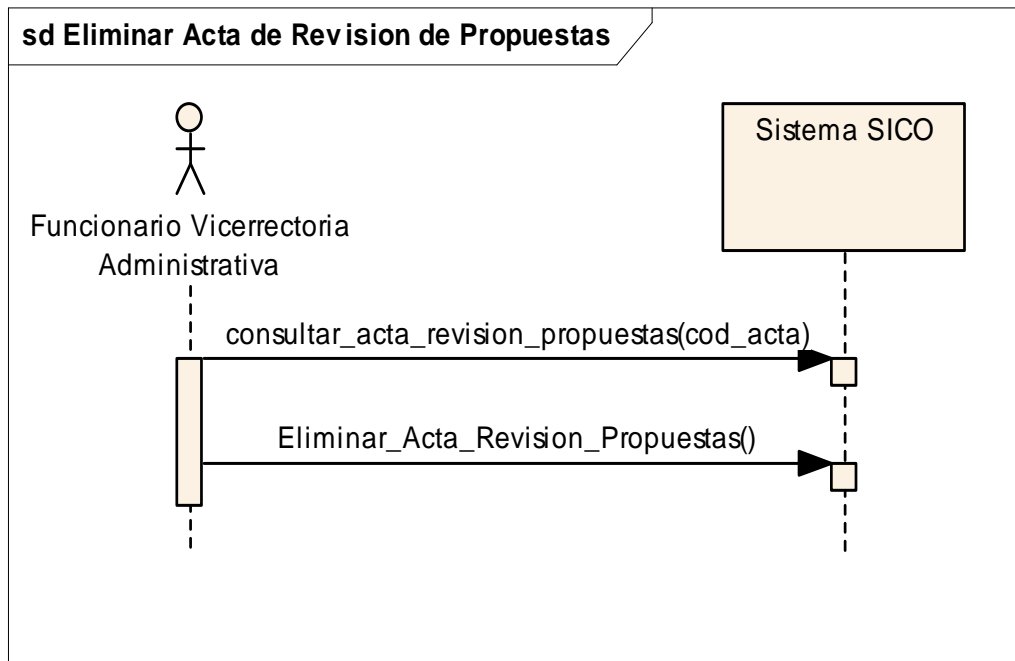 sd Eliminar Acta de Revision de Propuestas
Sistema SICO
Funcionario Vicerrectoria
Administrativa
consultar_acta_revision_propuestas(cod_acta)
Eliminar_Acta_Revision_Propuestas()